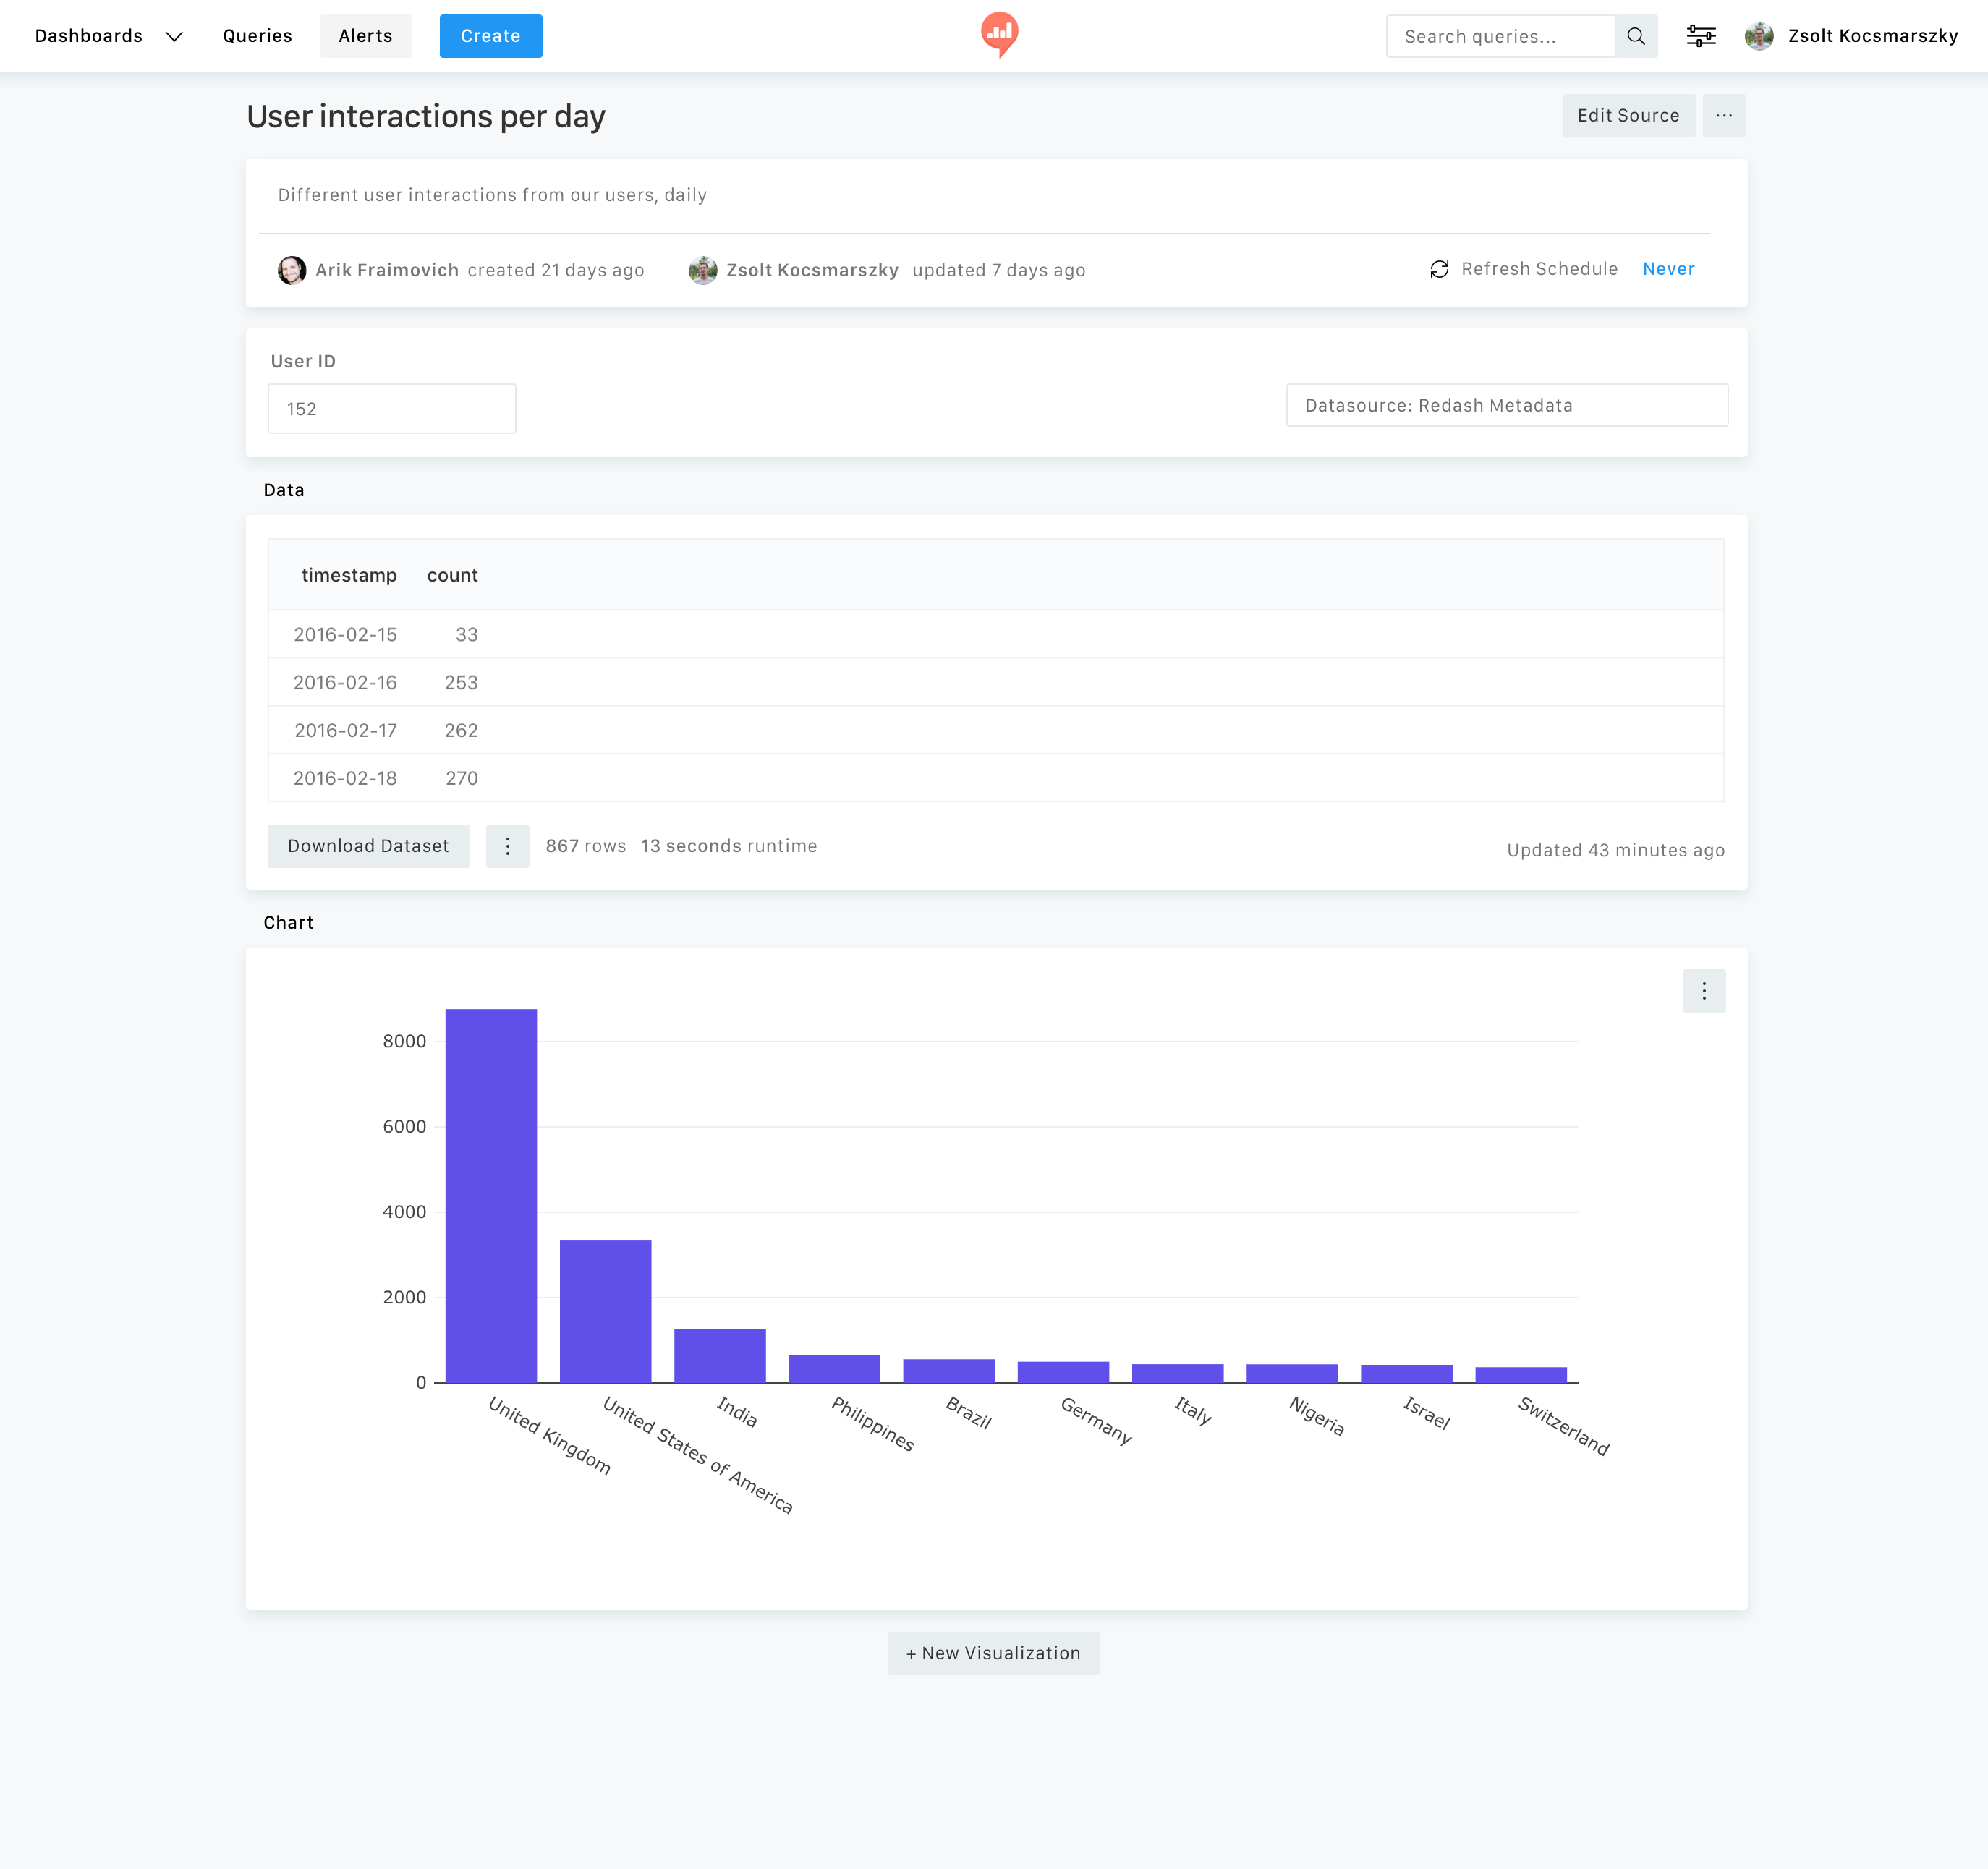 Dashboards Queries Alerts Create Search queries... Zsolt Kocsmarszky
User interactions per day Edit Source ...
Different user interactions from our users, daily
Arik Fraimovich created 21 days ago Zsolt Kocsmarszky updated 7 days ago Refresh Schedule Never
User ID
152 Datasource: Redash Metadata
Data
timestamp count
2016-02-15 33
2016-02-16 253
2016-02-17 262
2016-02-18 270
Download Dataset 867 rows 13 seconds runtime Updated 43 minutes ago
Chart
8000
6000
4000
2000
0
United Kingdom
United States of America
India
Philippines
Brazil
Germany
Italy
Nigeria
Israel
Switzerland
+ New Visualization